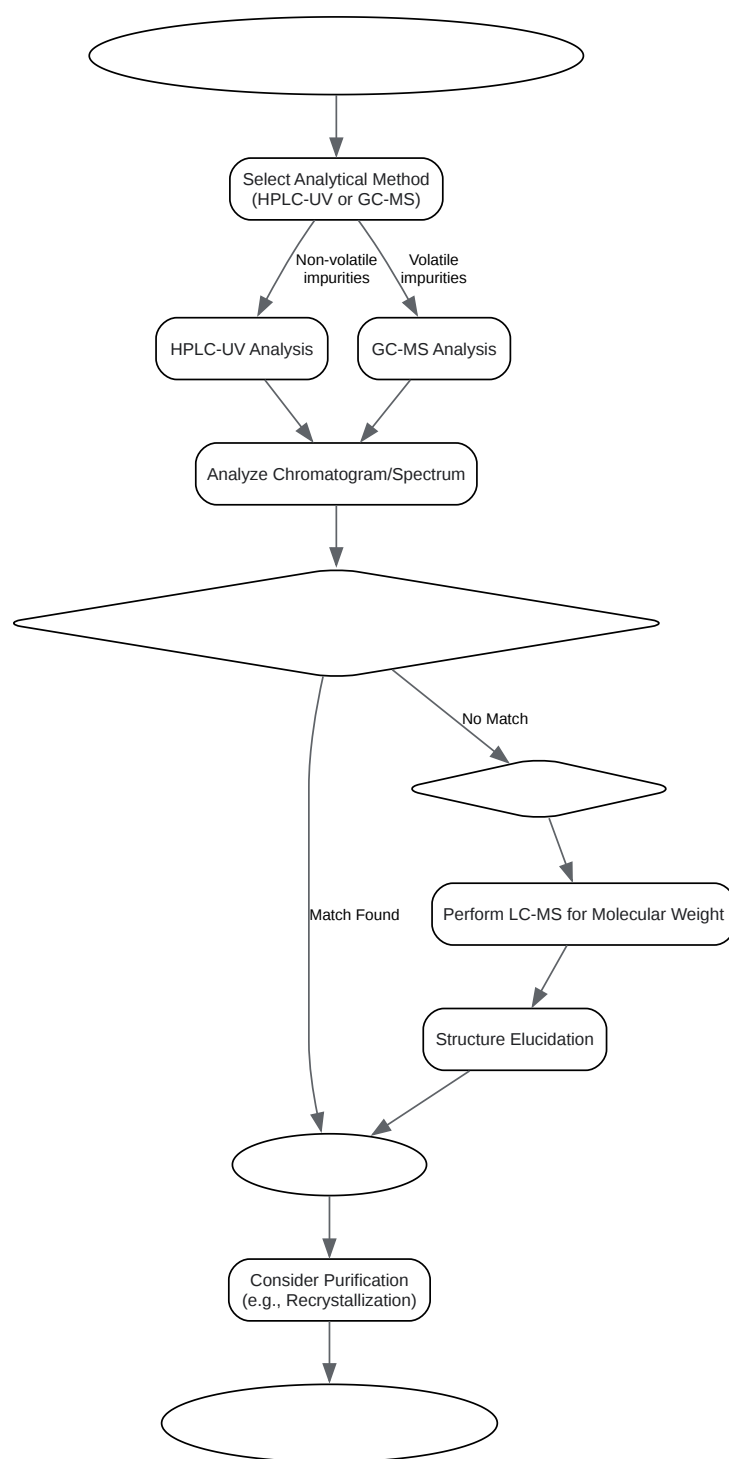 Select Analytical Method
(HPLC-UV or GC-MS)
Non-volatile
impurities
Volatile
impurities
HPLC-UV Analysis
GC-MS Analysis
Analyze Chromatogram/Spectrum
No Match
Match Found
Perform LC-MS for Molecular Weight
Structure Elucidation
Consider Purification
(e.g., Recrystallization)